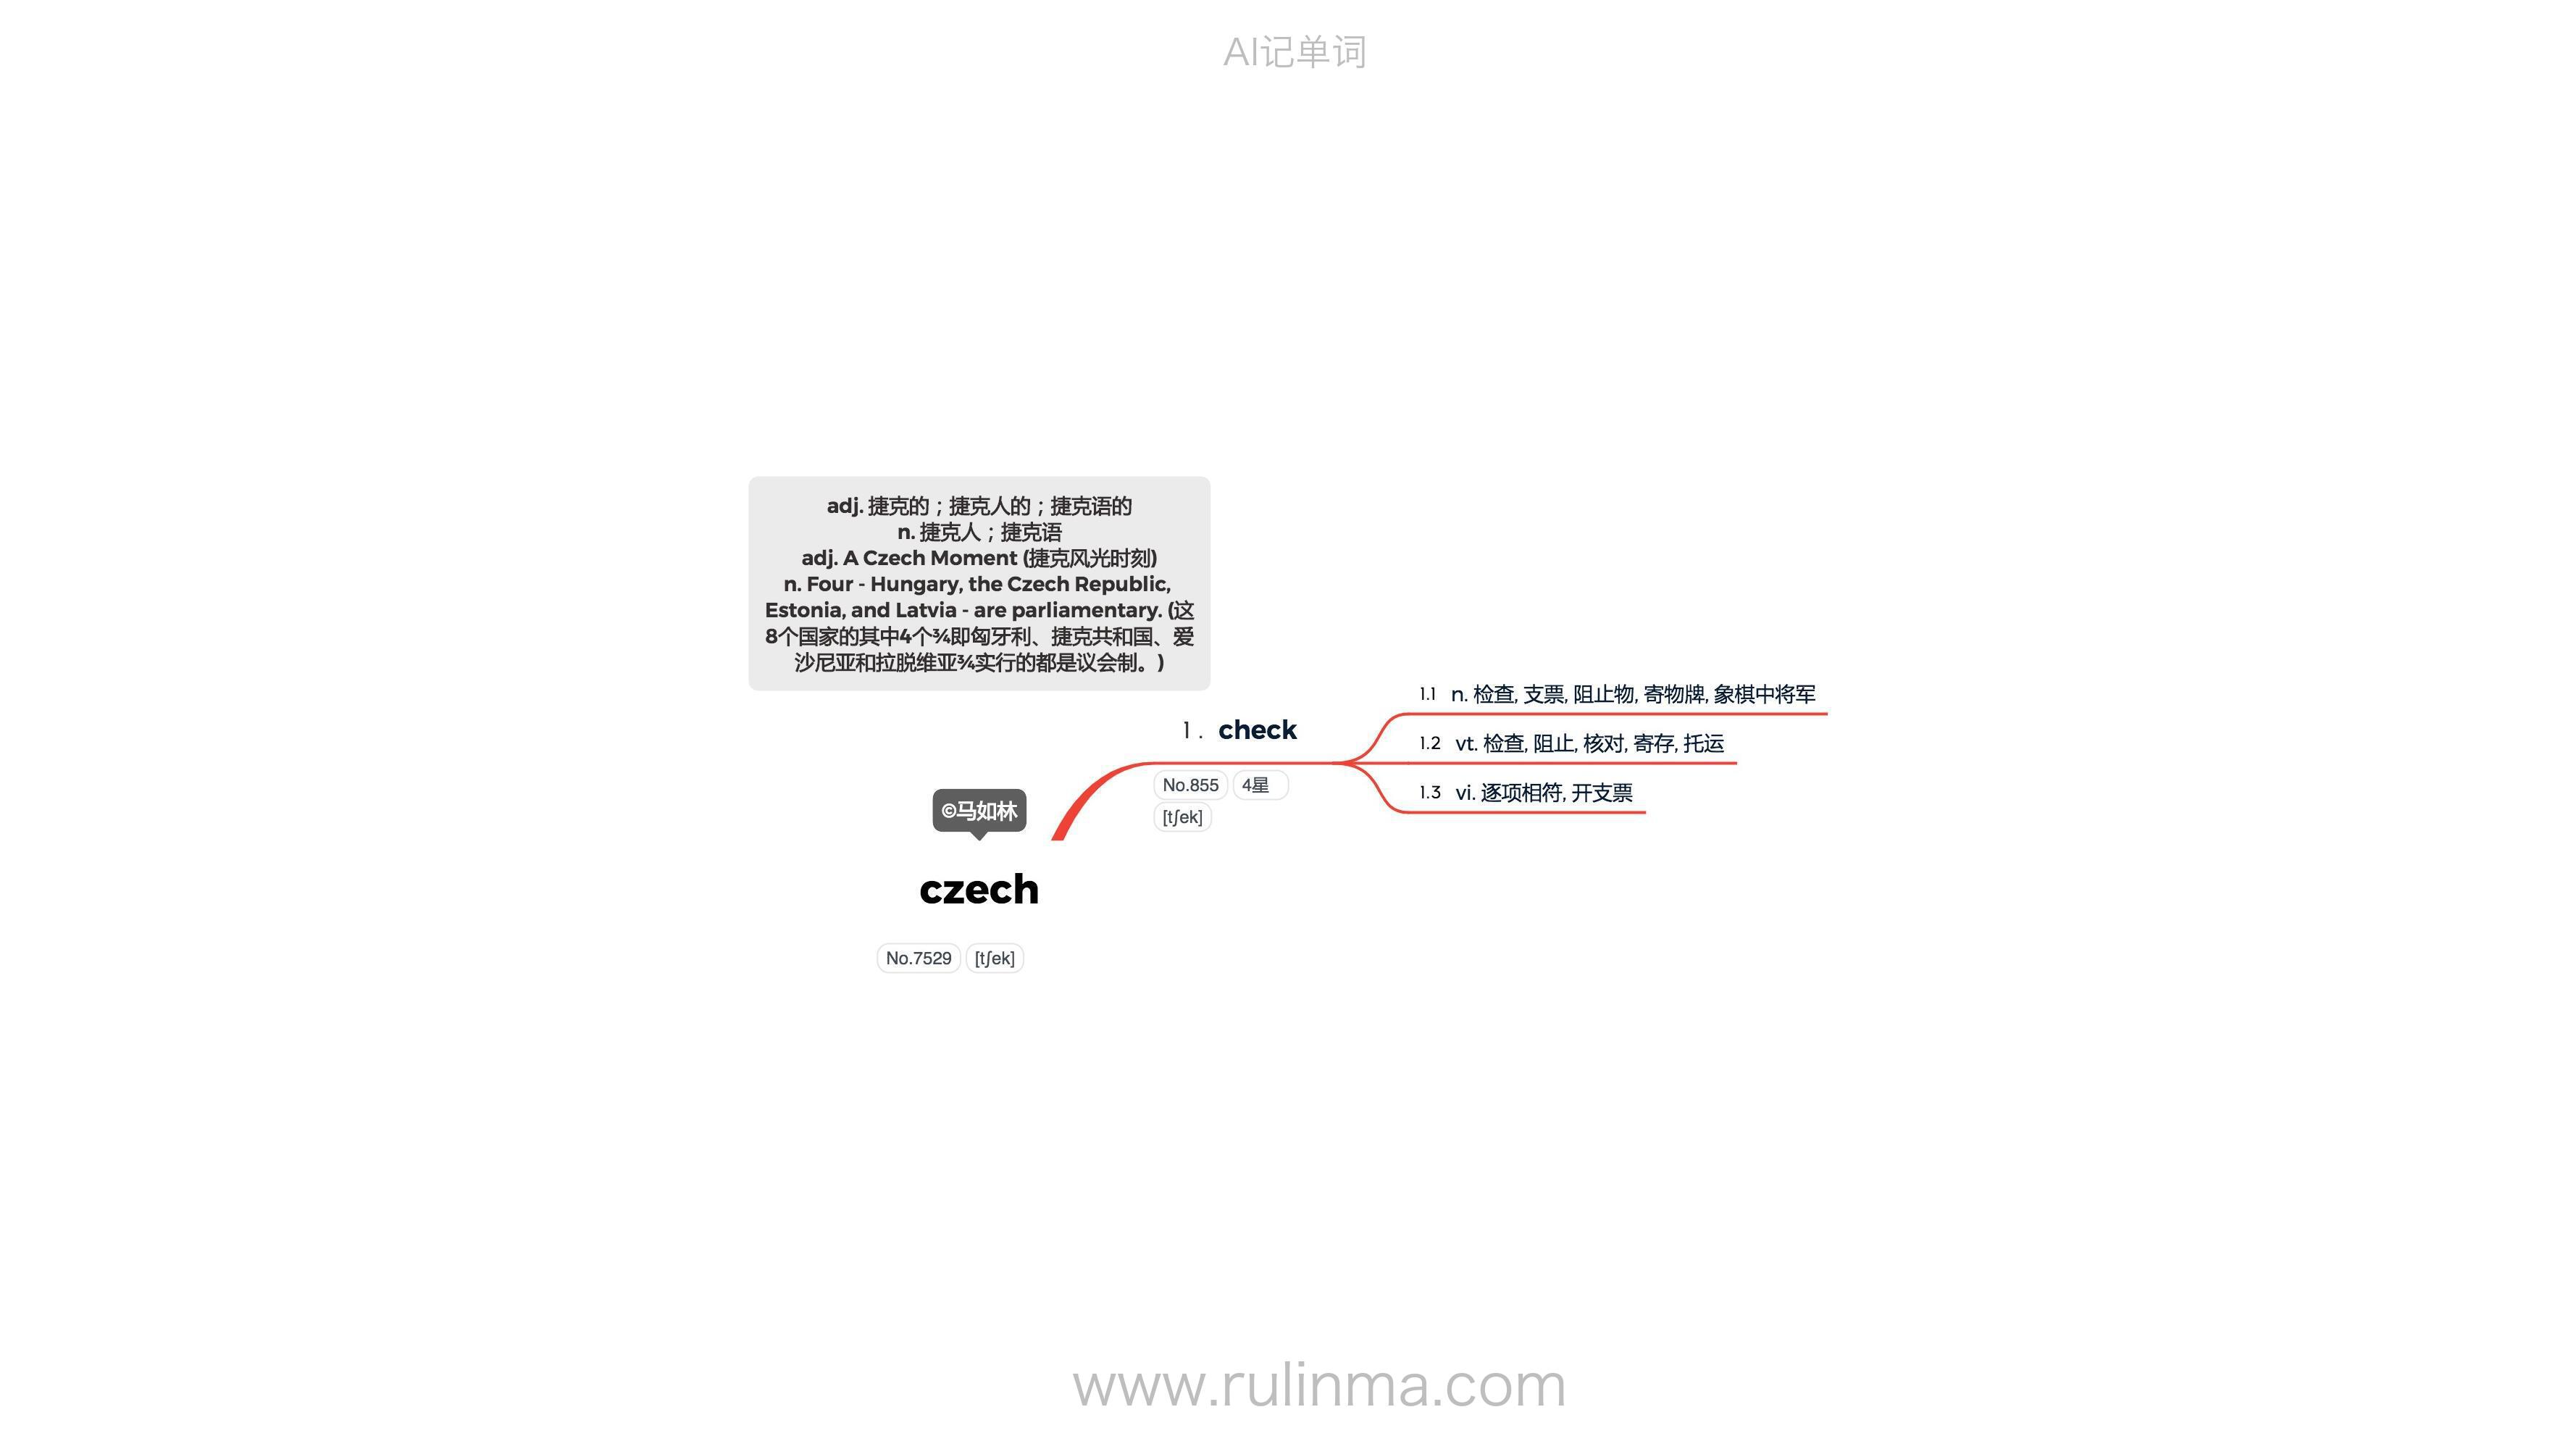 AI记单词
adj. 捷克的；捷克人的；捷克语的
n. 捷克人；捷克语
adj. A Czech Moment (捷克风光时刻)
n. Four - Hungary, the Czech Republic,
Estonia, and Latvia - are parliamentary. (这
8个国家的其中4个¾即匈牙利、捷克共和国、爱
沙尼亚和拉脱维亚¾实行的都是议会制。)
©马如林
czech
No.7529 [tʃek]
1. check
No.855 4星
[tʃek]
1.1 n. 检查, 支票, 阻止物, 寄物牌, 象棋中将军
1.2 vt. 检查, 阻止, 核对, 寄存, 托运
1.3 vi. 逐项相符, 开支票
www.rulinma.com